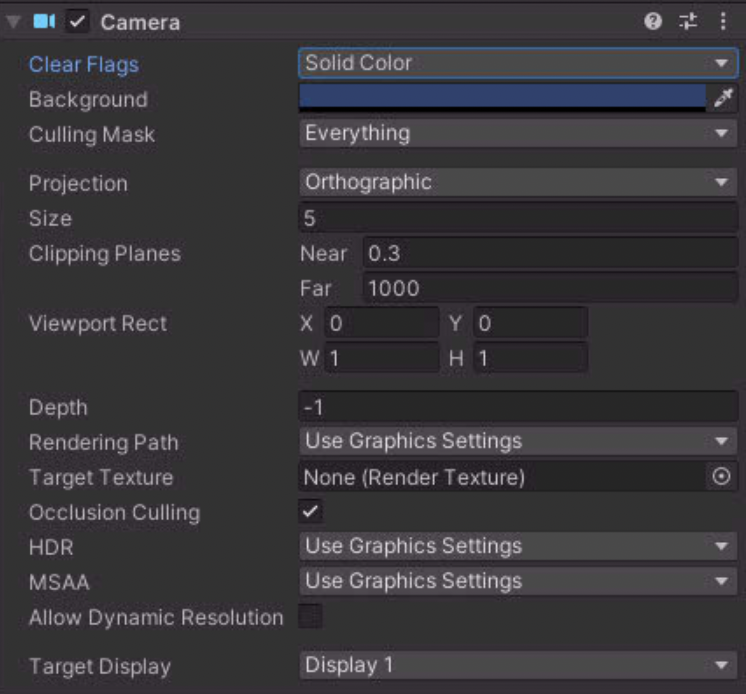 Camera
Clear Flags Solid Color
Background
Culling Mask Everything
Projection Orthographic
Size 5
Clipping Planes Near 0.3
Far 1000
Viewport Rect X 0 Y 0
W 1 H 1
Depth -1
Rendering Path Use Graphics Settings
Target Texture None (Render Texture)
Occlusion Culling
HDR Use Graphics Settings
MSAA Use Graphics Settings
Allow Dynamic Resolution
Target Display Display 1